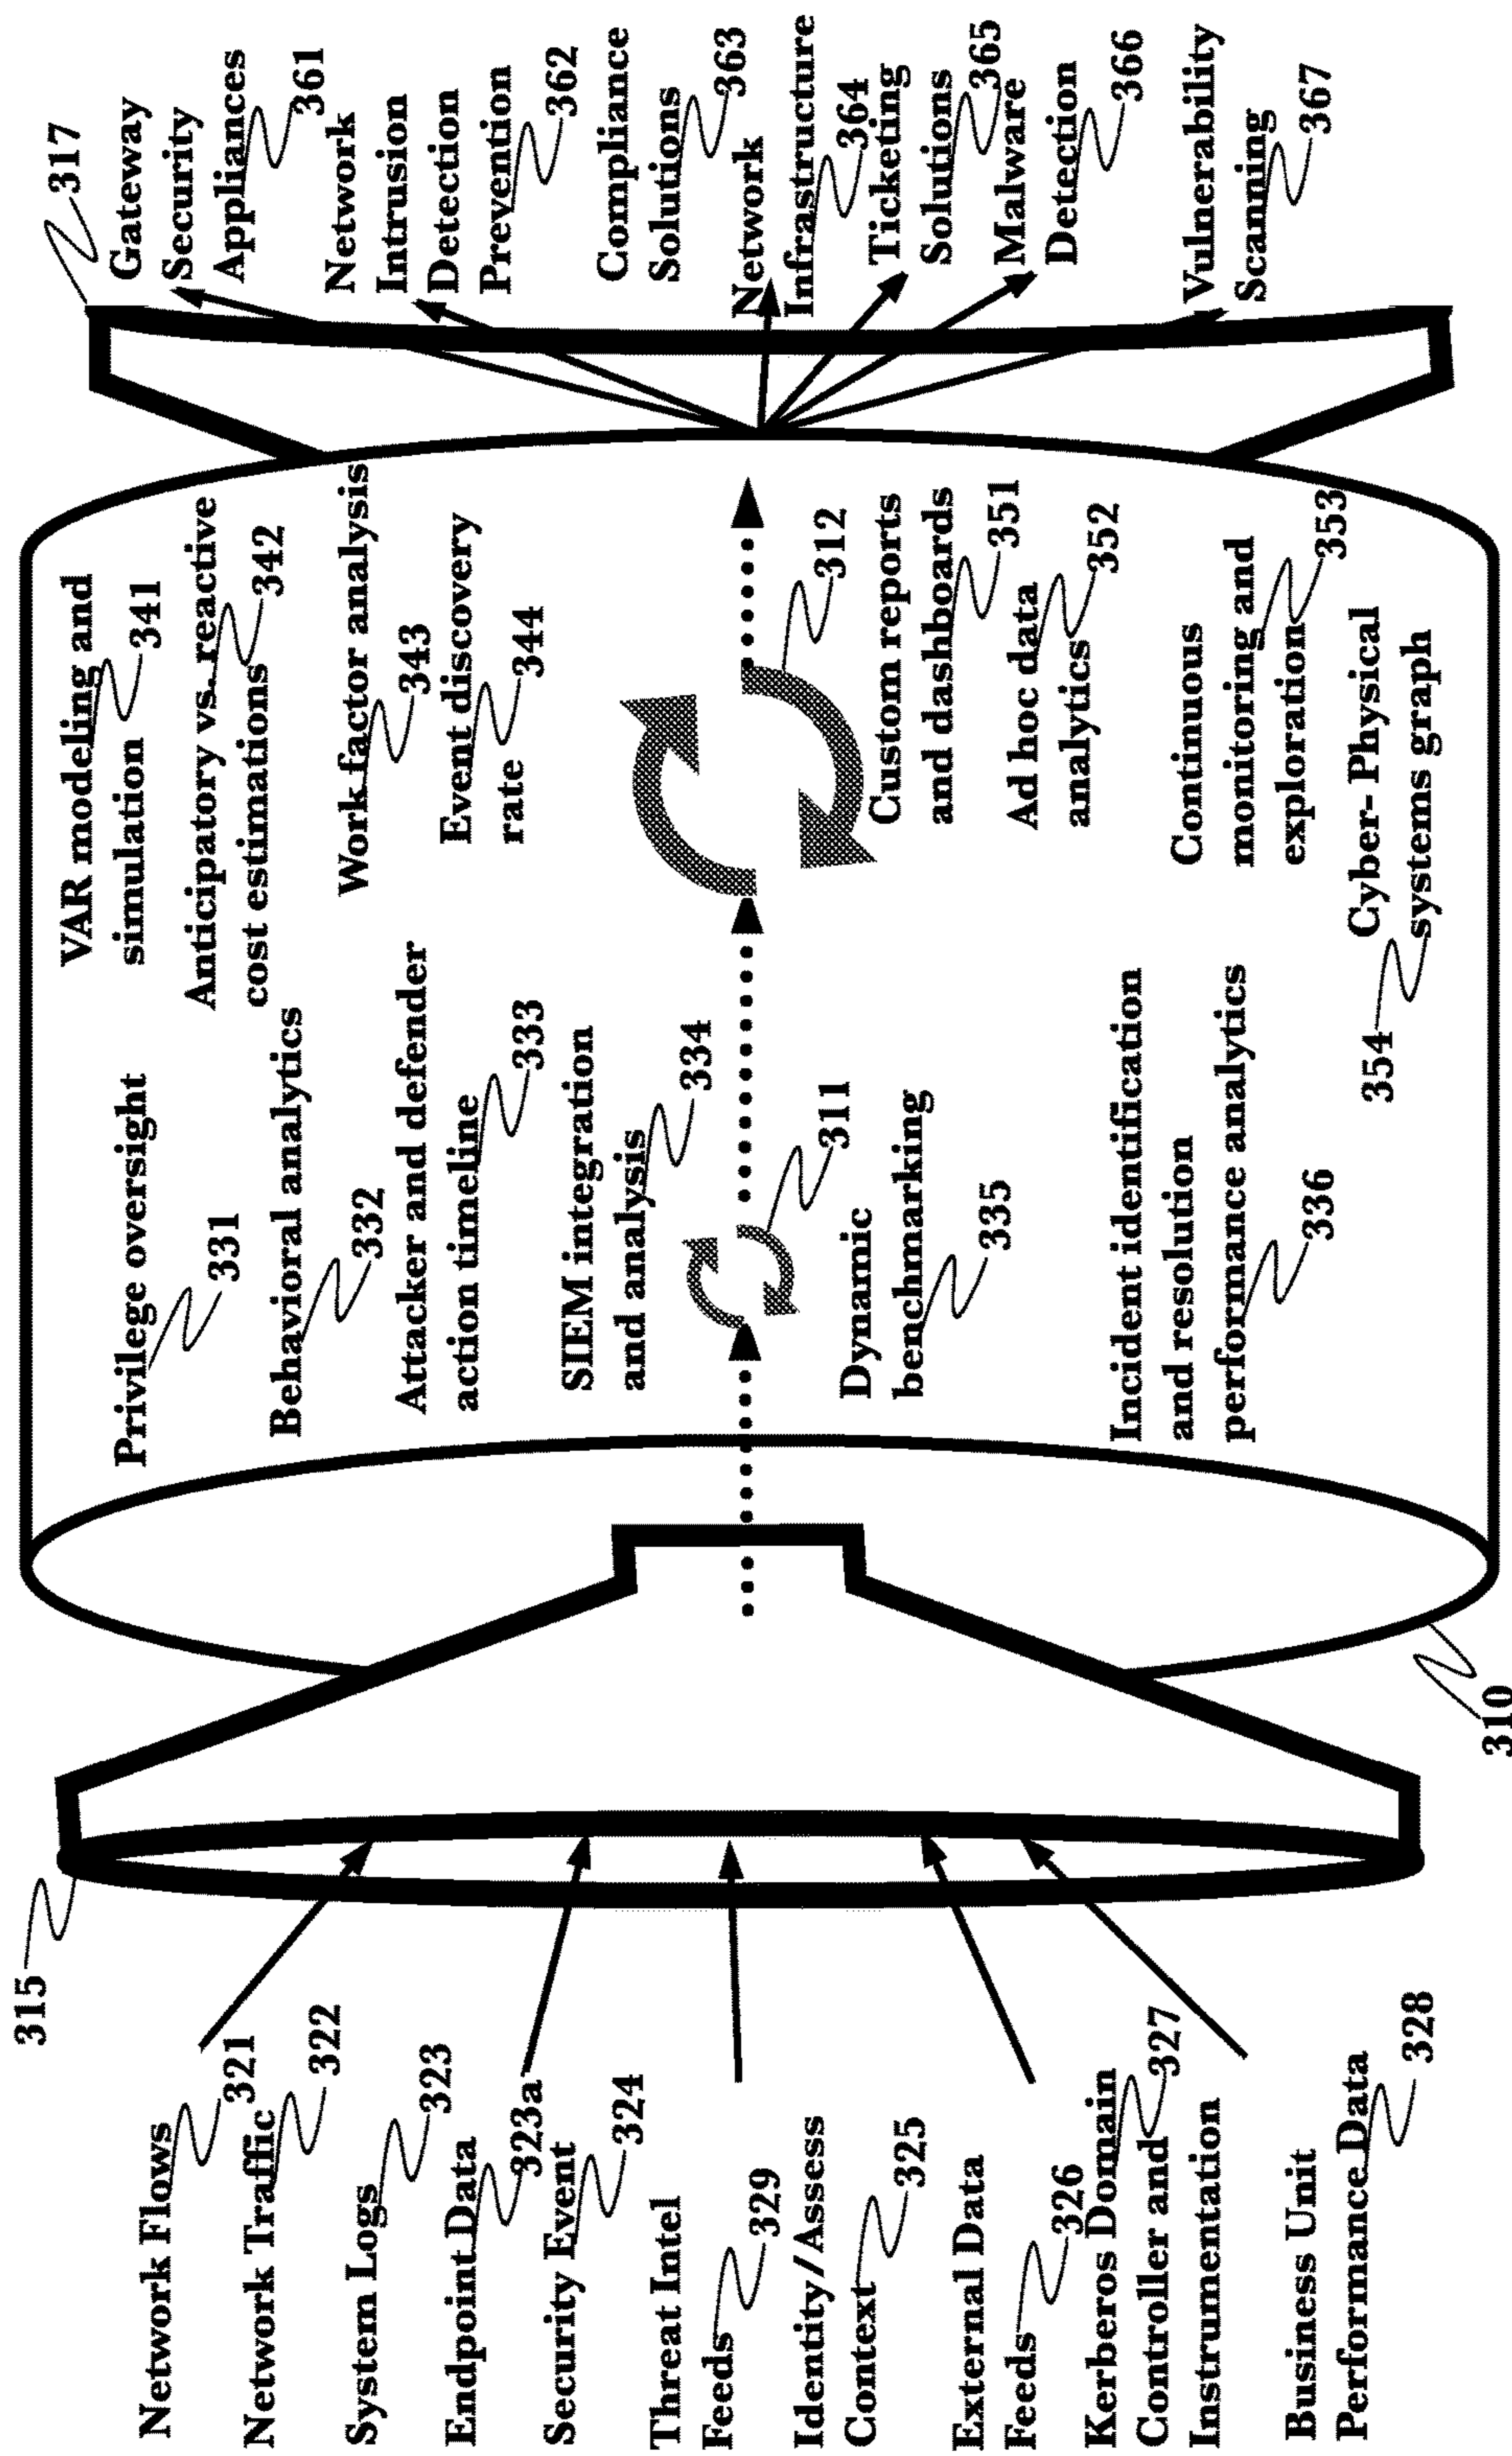 315
Network Flows
321
Network Traffic
322
System Logs
323
Endpoint Data
323a
Security Event
324
Threat Intel
Feeds
329
Identity/Assess
Context
325
External Data
Feeds
326
Kerberos Domain
Controller and
Instrumentation
327
Business Unit
Performance Data
328
310
Privilege oversight
331
Behavioral analytics
332
Attacker and defender
action timeline
333
SIEM integration
and analysis
334
311
Dynamic
benchmarking
335
Incident identification
and resolution
performance analytics
336
VAR modeling and
simulation
341
Anticipatory vs. reactive
cost estimations
342
Work factor analysis
343
Event discovery
rate
344
312
Custom reports
and dashboards
351
Ad hoc data
analytics
352
Continuous
monitoring and
exploration
353
Cyber-Physical
systems graph
354
317
Gateway
Security
Appliances
361
Network
Intrusion
Detection
Prevention
362
Compliance
Solutions
363
Network
Infrastructure
364
Ticketing
Solutions
365
Malware
Detection
366
Vulnerability
Scanning
367